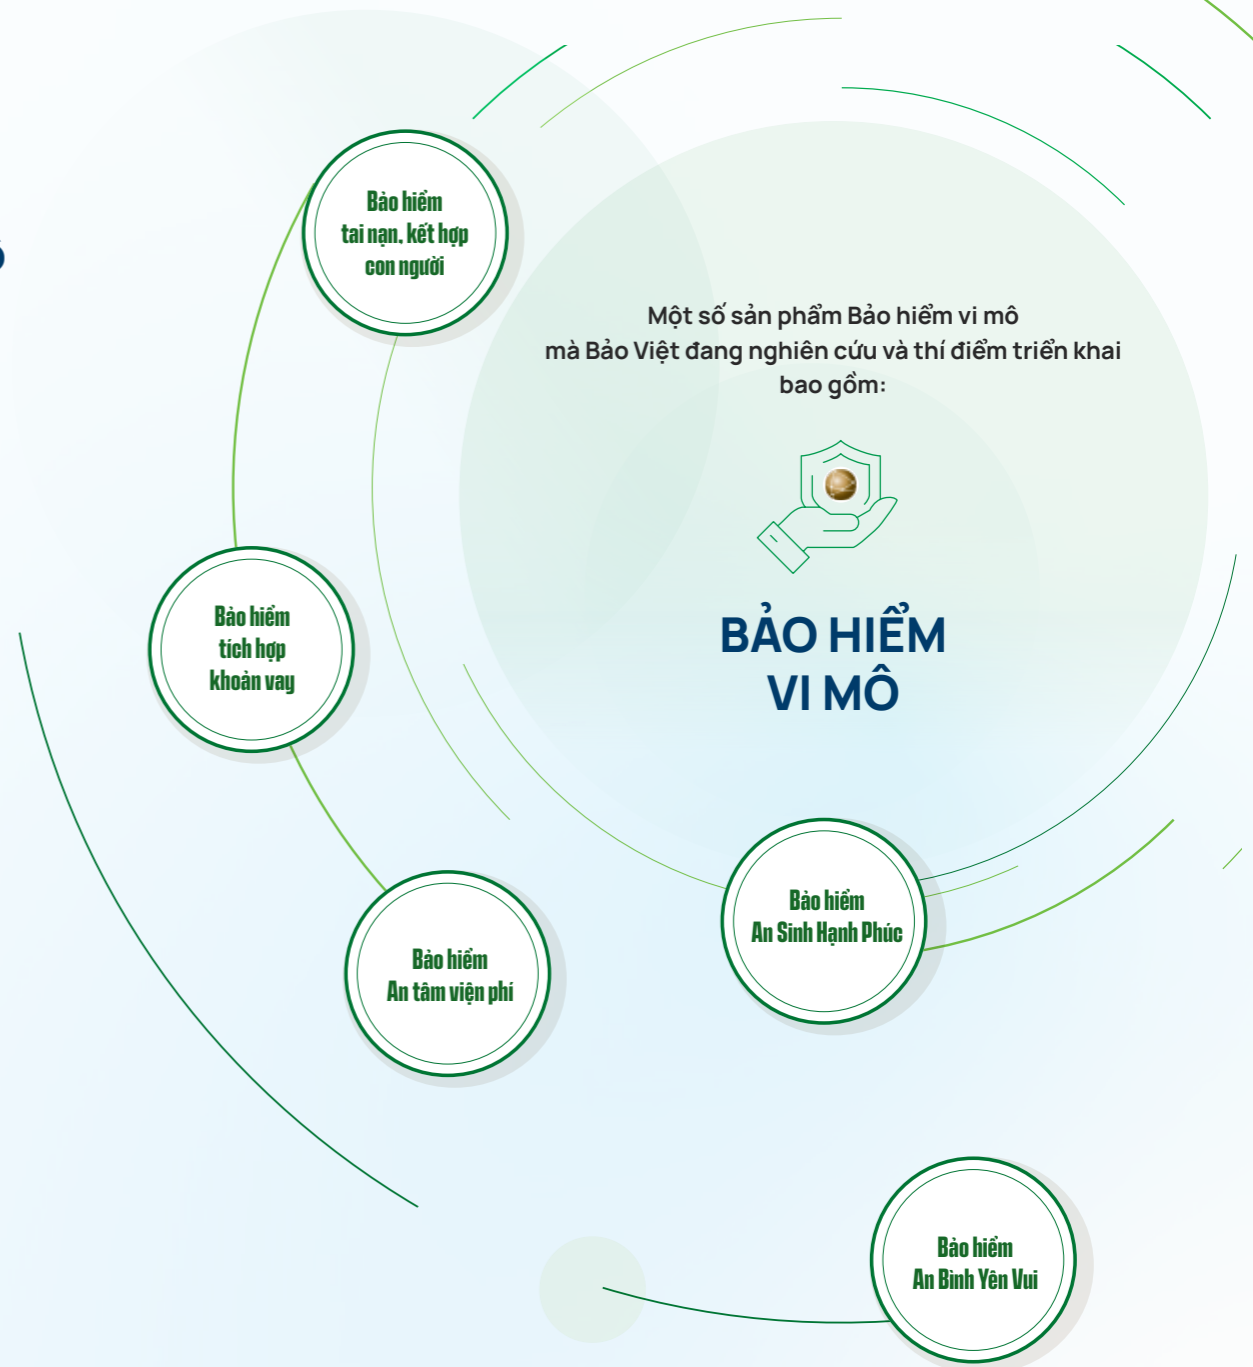 Bảo hiểm
tai nạn, kết hợp
con người
Một số sản phẩm Bảo hiểm vi mô
mà Bảo Việt đang nghiên cứu và thí điểm triển khai
bao gồm:
BẢO HIỂM
VI MÔ
Bảo hiểm
tích hợp
khoản vay
Bảo hiểm
An tâm viện phí
Bảo hiểm
An Sinh Hạnh Phúc
Bảo hiểm
An Bình Yên Vui